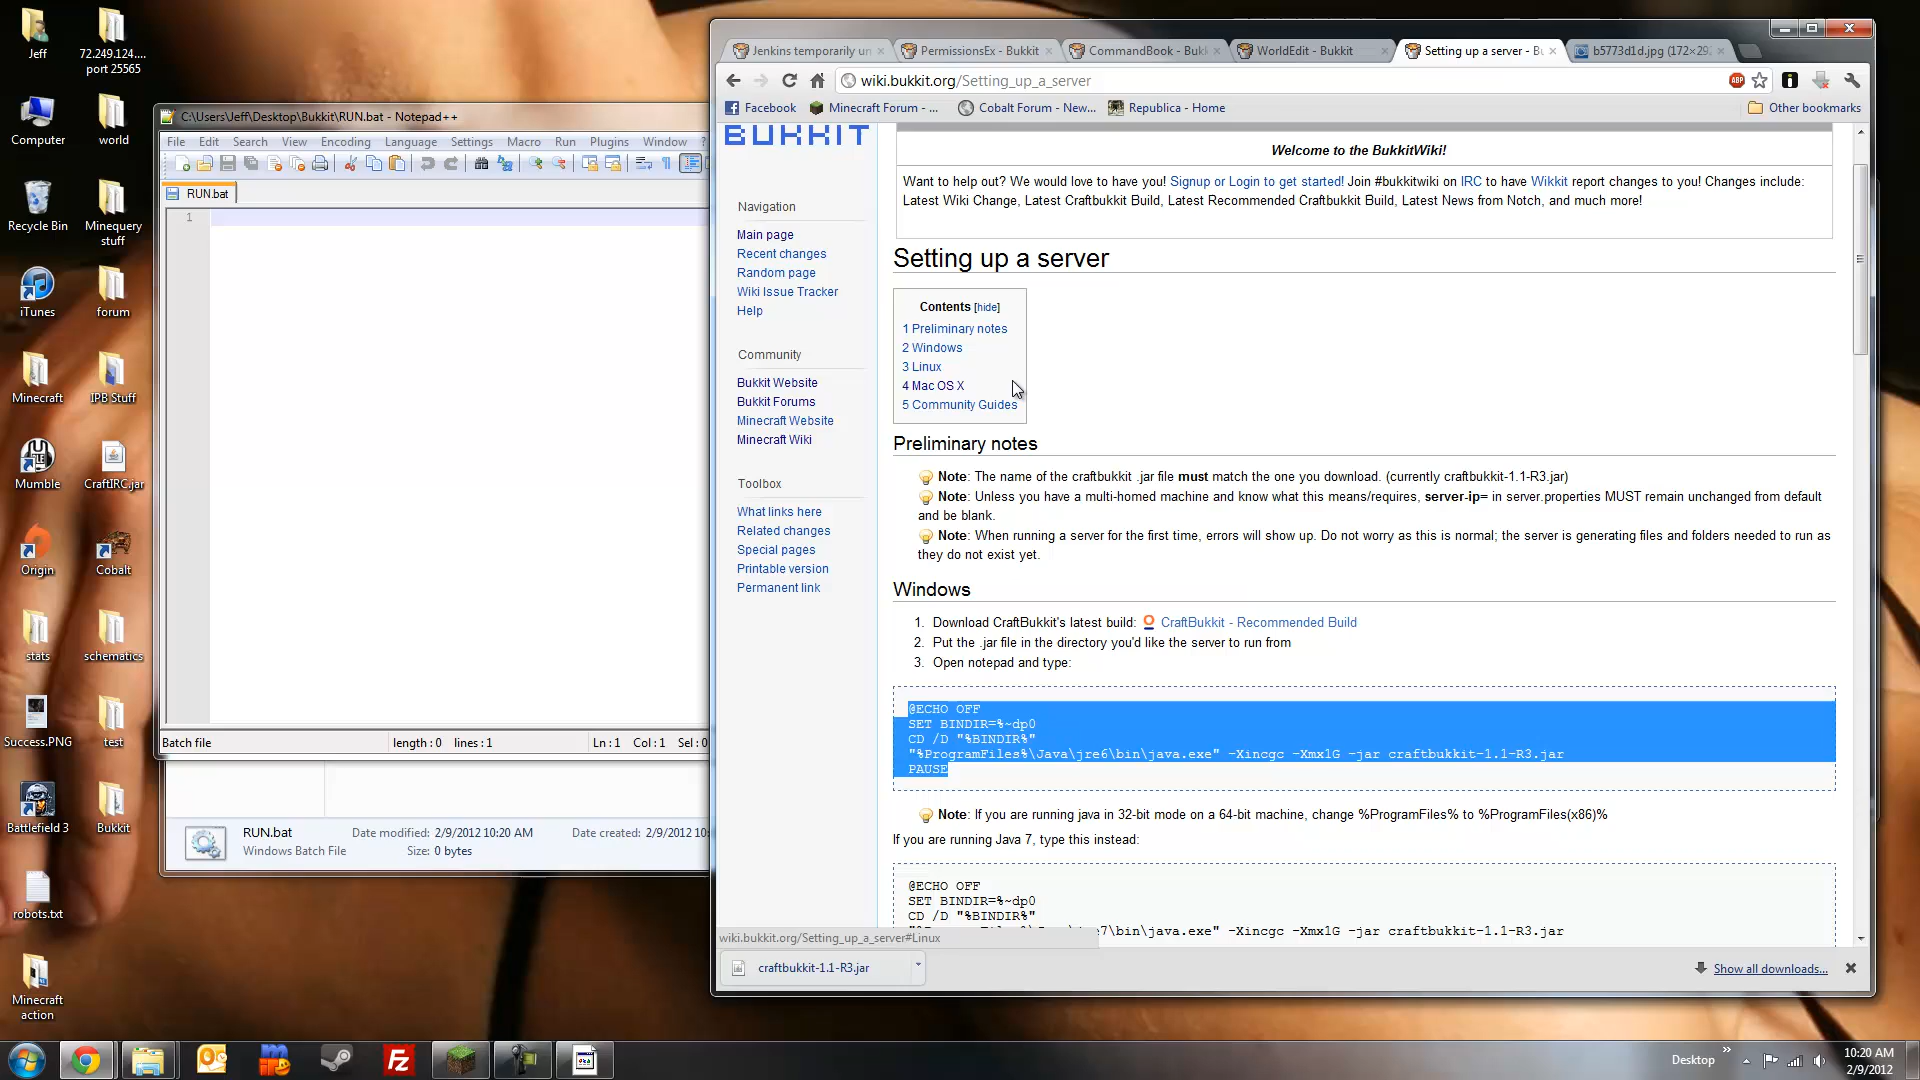 Jeff
72.249.124....
port 25565
Computer
world
Recycle Bin
Minequery
stuff
iTunes
forum
Minecraft
IPB Stuff
Mumble
CraftIRC.jar
Origin
Cobalt
stats
schematics
Success.PNG
test
Battlefield 3
Bukkit
robots.txt
Minecraft
action
C:\Users\Jeff\Desktop\Bukkit\RUN.bat - Notepad++
File Edit Search View Encoding Language Settings Macro Run Plugins Window ?
RUN.bat
1
Batch file length : 0 lines : 1 Ln : 1 Col : 1 Sel : 0
RUN.bat Date modified: 2/9/2012 10:20 AM Date created: 2/9/2012 10:
Windows Batch File Size: 0 bytes
Jenkins temporarily un
PermissionsEx - Bukkit
CommandBook - Bukk
WorldEdit - Bukkit
Setting up a server - Bu
b5773d1d.jpg (172×29
wiki.bukkit.org/Setting_up_a_server
ABP
Facebook Minecraft Forum - ... Cobalt Forum - New... Republica - Home Other bookmarks
BUKKIT
Navigation
Main page
Recent changes
Random page
Wiki Issue Tracker
Help
Community
Bukkit Website
Bukkit Forums
Minecraft Website
Minecraft Wiki
Toolbox
What links here
Related changes
Special pages
Printable version
Permanent link
Welcome to the BukkitWiki!
Want to help out? We would love to have you! Signup or Login to get started! Join #bukkitwiki on IRC to have Wikkit report changes to you! Changes include:
Latest Wiki Change, Latest Craftbukkit Build, Latest Recommended Craftbukkit Build, Latest News from Notch, and much more!
Setting up a server
Contents [hide]
1 Preliminary notes
2 Windows
3 Linux
4 Mac OS X
5 Community Guides
Preliminary notes
Note: The name of the craftbukkit .jar file must match the one you download. (currently craftbukkit-1.1-R3.jar)
Note: Unless you have a multi-homed machine and know what this means/requires, server-ip= in server.properties MUST remain unchanged from default
and be blank.
Note: When running a server for the first time, errors will show up. Do not worry as this is normal; the server is generating files and folders needed to run as
they do not exist yet.
Windows
1. Download CraftBukkit's latest build: CraftBukkit - Recommended Build
2. Put the .jar file in the directory you'd like the server to run from
3. Open notepad and type:
@ECHO OFF
SET BINDIR=%~dp0
CD /D "%BINDIR%"
"%ProgramFiles%\Java\jre6\bin\java.exe" -Xincgc -Xmx1G -jar craftbukkit-1.1-R3.jar
PAUSE
Note: If you are running java in 32-bit mode on a 64-bit machine, change %ProgramFiles% to %ProgramFiles(x86)%
If you are running Java 7, type this instead:
@ECHO OFF
SET BINDIR=%~dp0
CD /D "%BINDIR%"
7\bin\java.exe" -Xincgc -Xmx1G -jar craftbukkit-1.1-R3.jar
wiki.bukkit.org/Setting_up_a_server#Linux
craftbukkit-1.1-R3.jar Show all downloads...
Desktop
10:20 AM
2/9/2012